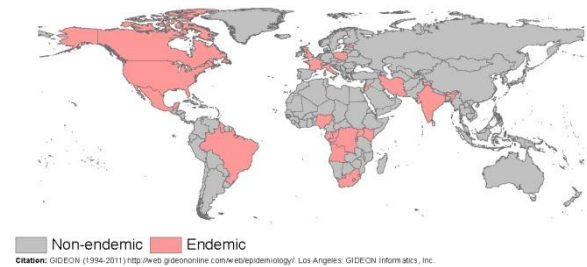 Non-endemic Endemic
Citation: GIDEON (1994-2011) http://web.gideononline.com/web/epidemiology/. Los Angeles: GIDEON Informatics, Inc.